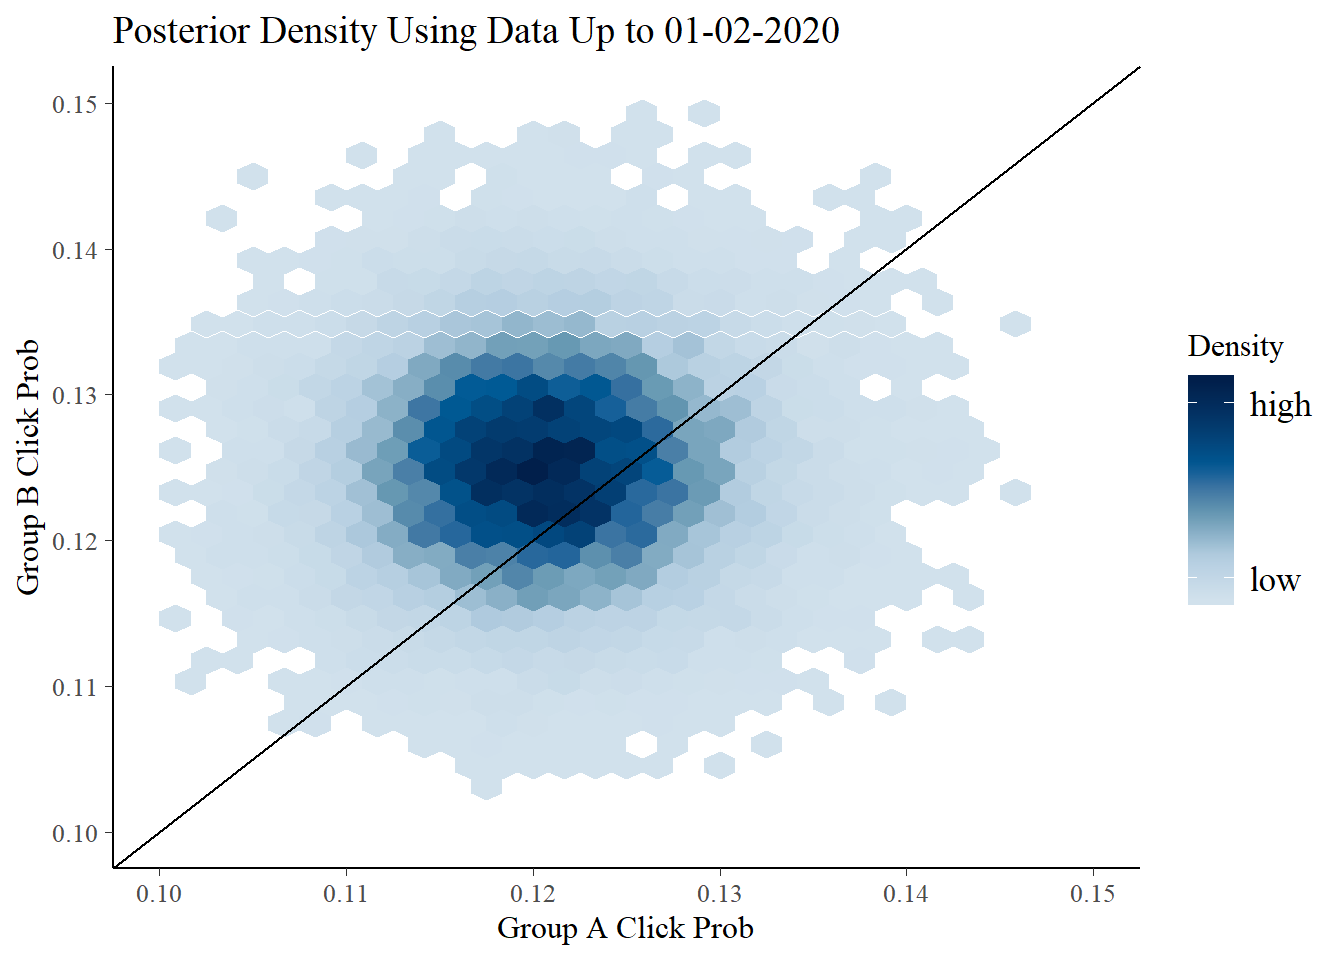 Posterior Density Using Data Up to 01-02-2020
0.15
0.14
0.13
0.12
0.11
0.10
Group B Click Prob
0.10 0.11 0.12 0.13 0.14 0.15
Group A Click Prob
Density
high
low